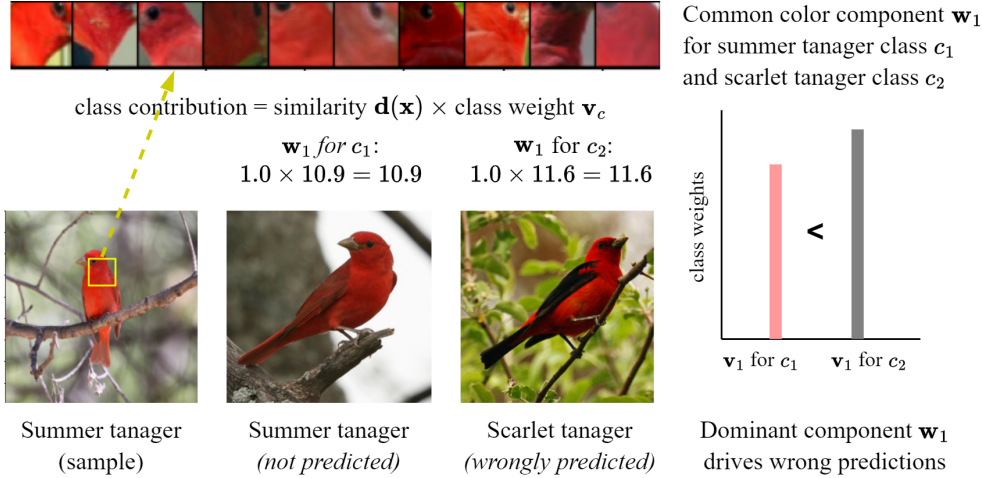 Common color component w₁
for summer tanager class c₁
and scarlet tanager class c₂
class contribution = similarity d(x) × class weight v_c
w₁ for c₁:
1.0 × 10.9 = 10.9
w₁ for c₂:
1.0 × 11.6 = 11.6
class weights
<
v₁ for c₁
v₁ for c₂
Summer tanager
(sample)
Summer tanager
(not predicted)
Scarlet tanager
(wrongly predicted)
Dominant component w₁
drives wrong predictions